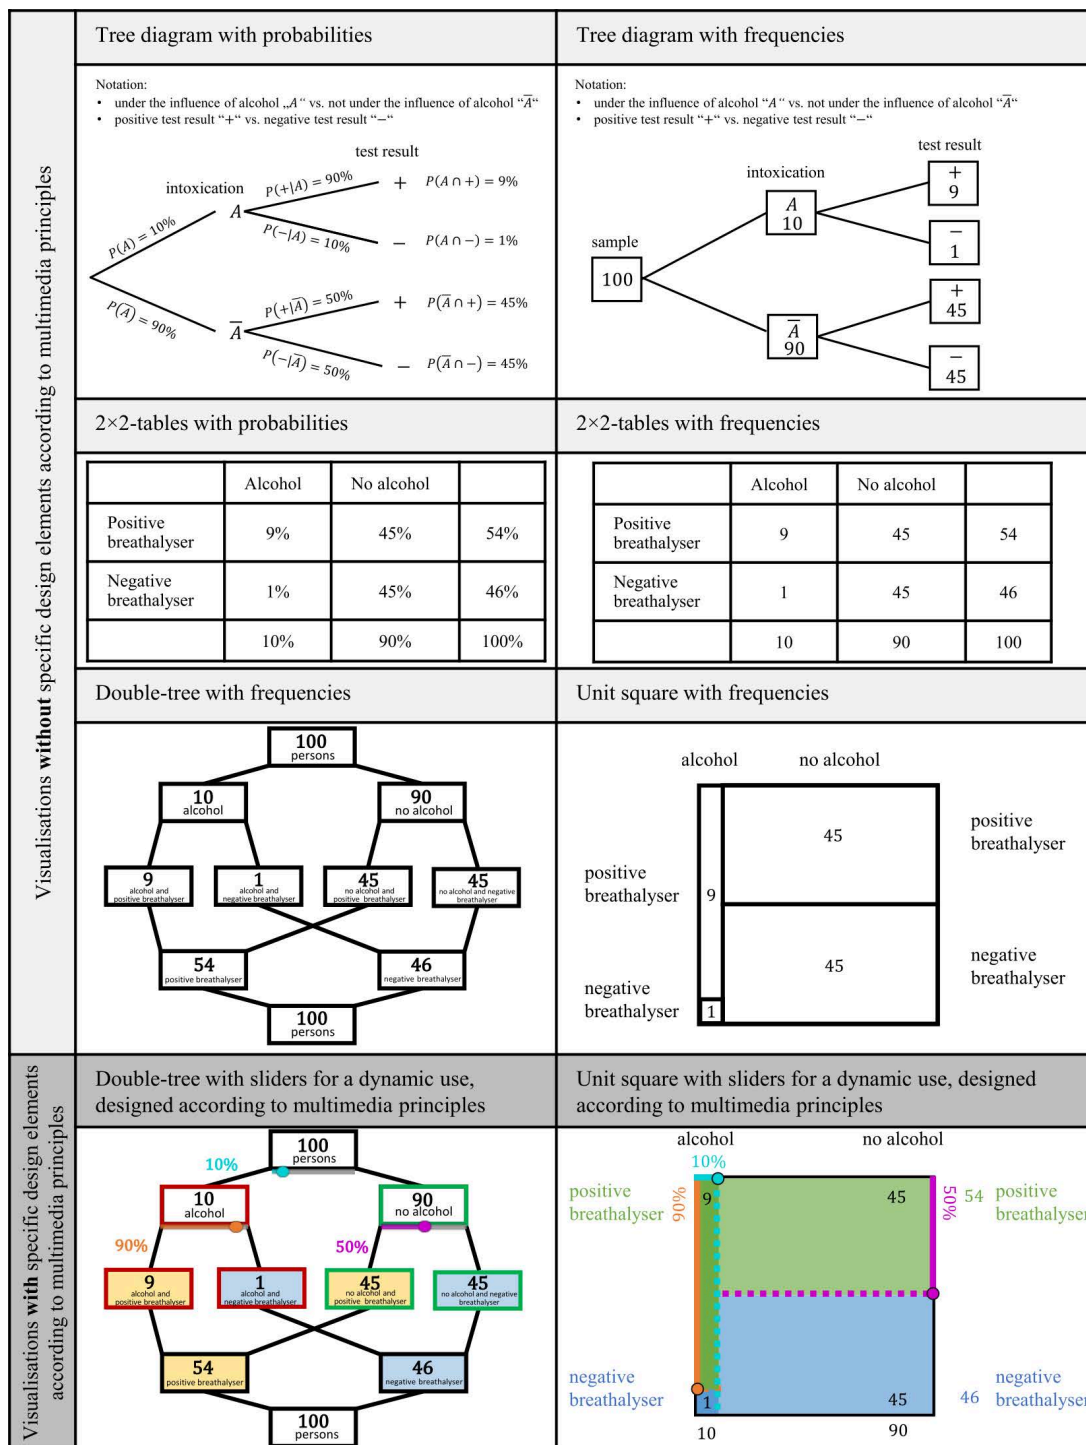 Visualisations without specific design elements according to multimedia principles
Tree diagram with probabilities
Notation:
• under the influence of alcohol „A“ vs. not under the influence of alcohol “A̅“
• positive test result “+“ vs. negative test result “−“
test result
intoxication
P(A) = 10%
P(A̅) = 90%
A
A̅
P(+|A) = 90%
P(−|A) = 10%
P(+|A̅) = 50%
P(−|A̅) = 50%
+ P(A ∩ +) = 9%
− P(A ∩ −) = 1%
+ P(A̅ ∩ +) = 45%
− P(A̅ ∩ −) = 45%
Tree diagram with frequencies
Notation:
• under the influence of alcohol “A“ vs. not under the influence of alcohol “A̅“
• positive test result “+“ vs. negative test result “−“
test result
intoxication
sample
100
A
10
A̅
90
+
9
−
1
+
45
−
45
2×2-tables with probabilities
Alcohol No alcohol
Positive
breathalyser 9% 45% 54%
Negative
breathalyser 1% 45% 46%
10% 90% 100%
2×2-tables with frequencies
Alcohol No alcohol
Positive
breathalyser 9 45 54
Negative
breathalyser 1 45 46
10 90 100
Double-tree with frequencies
100
persons
10
alcohol
90
no alcohol
9
alcohol and
positive breathalyser
1
alcohol and
negative breathalyser
45
no alcohol and
positive breathalyser
45
no alcohol and negative
breathalyser
54
positive breathalyser
46
negative breathalyser
100
persons
Unit square with frequencies
alcohol no alcohol
positive
breathalyser
9
45
positive
breathalyser
negative
breathalyser
1
45
negative
breathalyser
Visualisations with specific design elements
according to multimedia principles
Double-tree with sliders for a dynamic use,
designed according to multimedia principles
100
persons
10%
10
alcohol
90
no alcohol
90%
50%
9
alcohol and
positive breathalyser
1
alcohol and
negative breathalyser
45
no alcohol and
positive breathalyser
45
no alcohol and negative
breathalyser
54
positive breathalyser
46
negative breathalyser
100
persons
Unit square with sliders for a dynamic use, designed
according to multimedia principles
alcohol no alcohol
10%
positive
breathalyser
90%
9
45
50%
54 positive
breathalyser
negative
breathalyser
1
45
46 negative
breathalyser
10 90